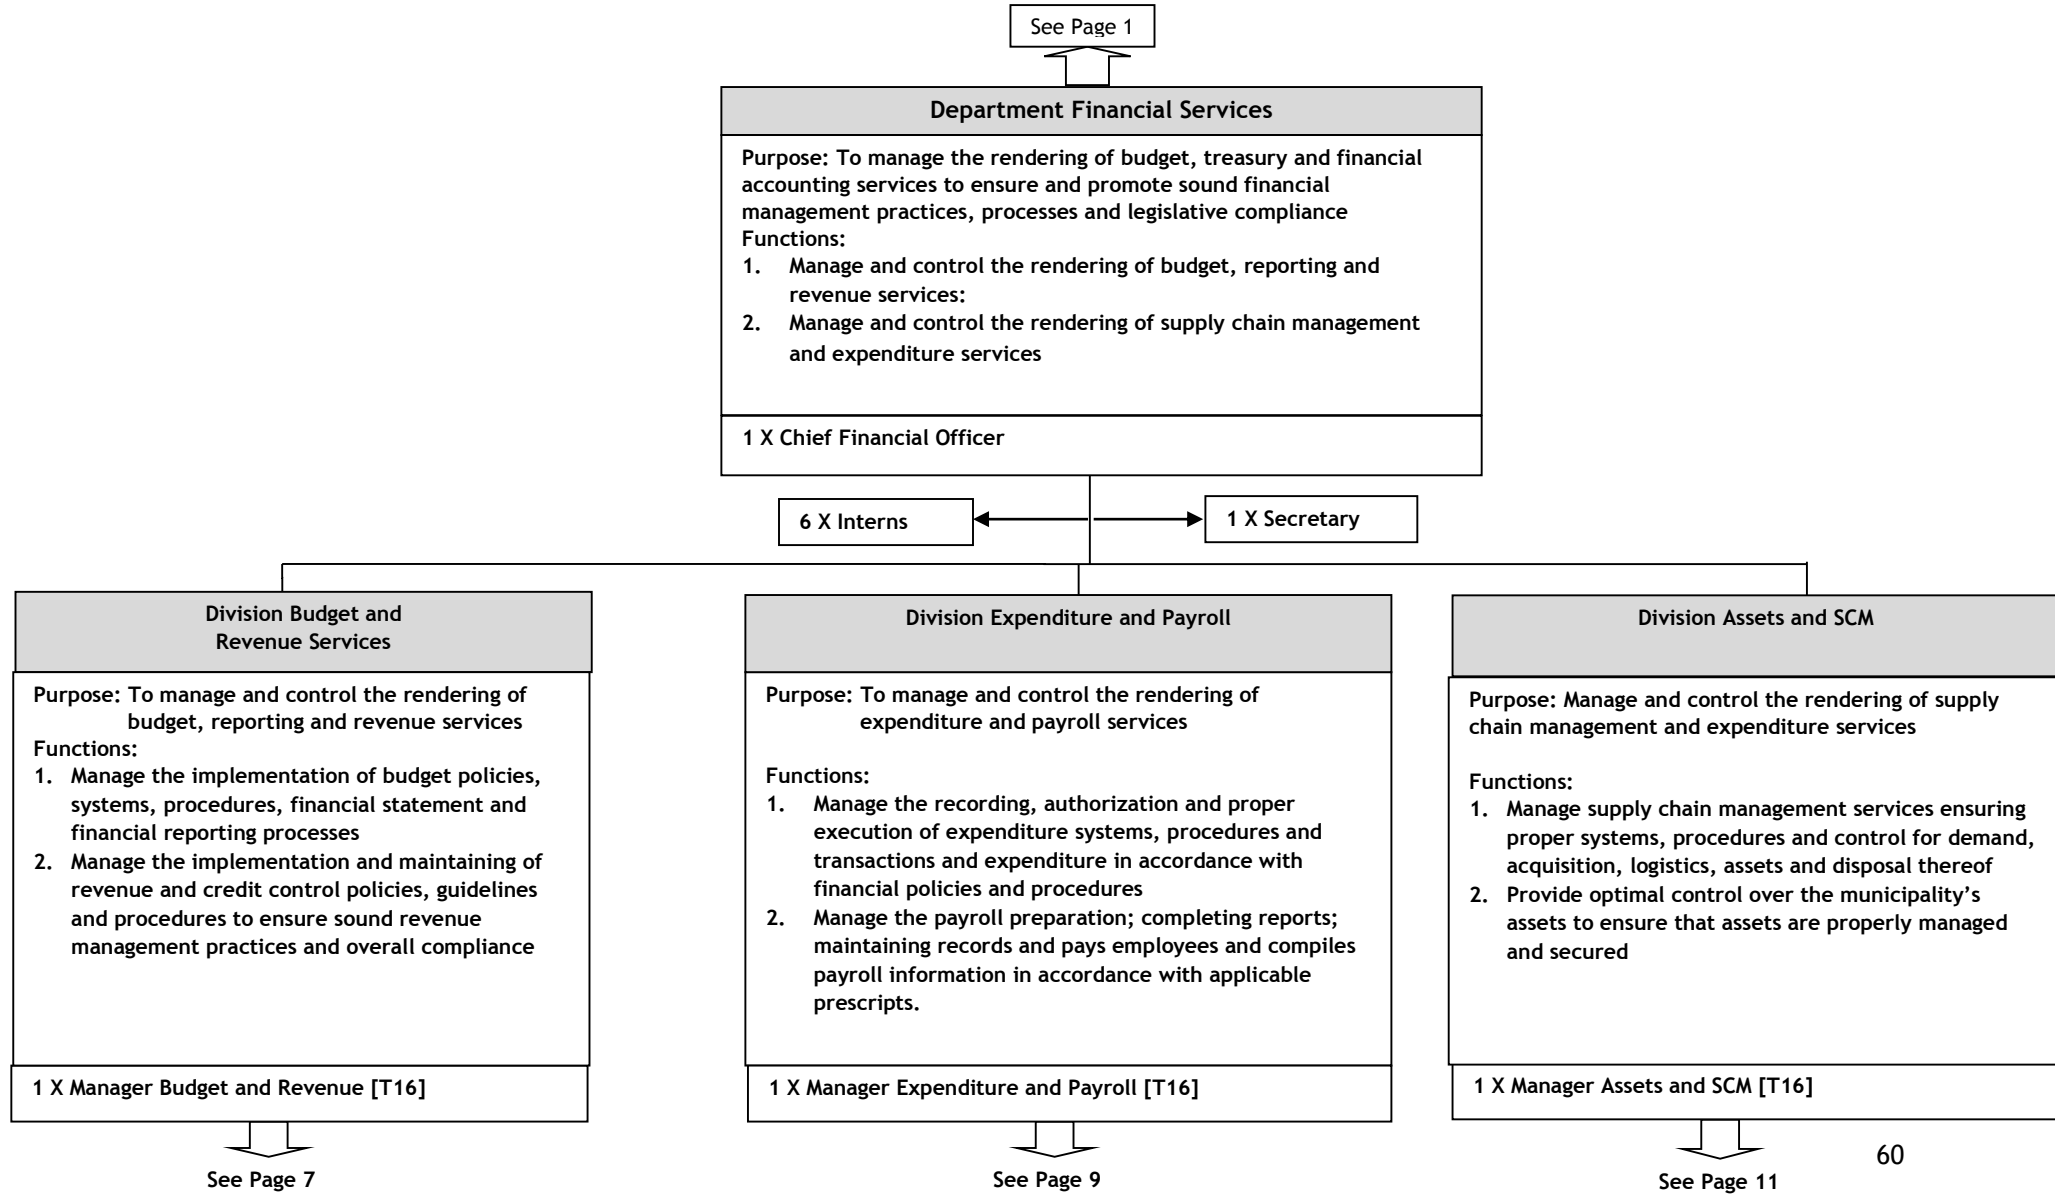 See Page 1
Department Financial Services
Purpose: To manage the rendering of budget, treasury and financial
accounting services to ensure and promote sound financial
management practices, processes and legislative compliance
Functions:
1. Manage and control the rendering of budget, reporting and
revenue services:
2. Manage and control the rendering of supply chain management
and expenditure services
1 X Chief Financial Officer
6 X Interns
1 X Secretary
Division Budget and
Revenue Services
Purpose: To manage and control the rendering of
budget, reporting and revenue services
Functions:
1. Manage the implementation of budget policies,
systems, procedures, financial statement and
financial reporting processes
2. Manage the implementation and maintaining of
revenue and credit control policies, guidelines
and procedures to ensure sound revenue
management practices and overall compliance
1 X Manager Budget and Revenue [T16]
See Page 7
Division Expenditure and Payroll
Purpose: To manage and control the rendering of
expenditure and payroll services
Functions:
1. Manage the recording, authorization and proper
execution of expenditure systems, procedures and
transactions and expenditure in accordance with
financial policies and procedures
2. Manage the payroll preparation; completing reports;
maintaining records and pays employees and compiles
payroll information in accordance with applicable
prescripts.
1 X Manager Expenditure and Payroll [T16]
See Page 9
Division Assets and SCM
Purpose: Manage and control the rendering of supply
chain management and expenditure services
Functions:
1. Manage supply chain management services ensuring
proper systems, procedures and control for demand,
acquisition, logistics, assets and disposal thereof
2. Provide optimal control over the municipality’s
assets to ensure that assets are properly managed
and secured
1 X Manager Assets and SCM [T16]
See Page 11
60